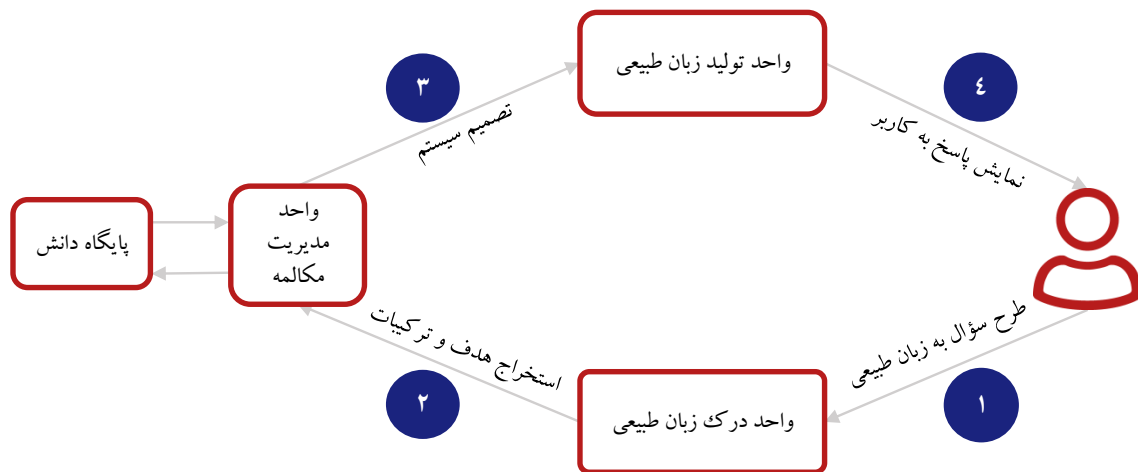 واحد تولید زبان طبیعی
۳
۴
تصمیم سیستم
نمایش پاسخ به کاربر
واحد
مدیریت
مکالمه
پایگاه دانش
استخراج هدف و ترکیبات
طرح سؤال به زبان طبیعی
۲
۱
واحد درک زبان طبیعی